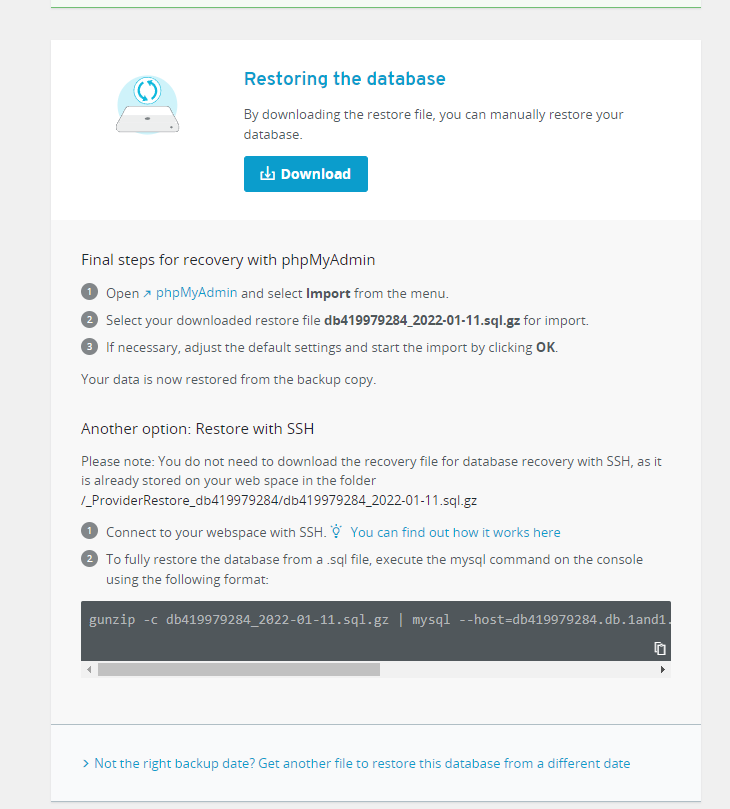 Restoring the database
By downloading the restore file, you can manually restore your
database.
Download
Final steps for recovery with phpMyAdmin
1 Open phpMyAdmin and select Import from the menu.
2 Select your downloaded restore file db419979284_2022-01-11.sql.gz for import.
3 If necessary, adjust the default settings and start the import by clicking OK.
Your data is now restored from the backup copy.
Another option: Restore with SSH
Please note: You do not need to download the recovery file for database recovery with SSH, as it
is already stored on your web space in the folder
/_ProviderRestore_db419979284/db419979284_2022-01-11.sql.gz
1 Connect to your webspace with SSH. You can find out how it works here
2 To fully restore the database from a .sql file, execute the mysql command on the console
using the following format:
gunzip -c db419979284_2022-01-11.sql.gz | mysql --host=db419979284.db.1and1.
Not the right backup date? Get another file to restore this database from a different date